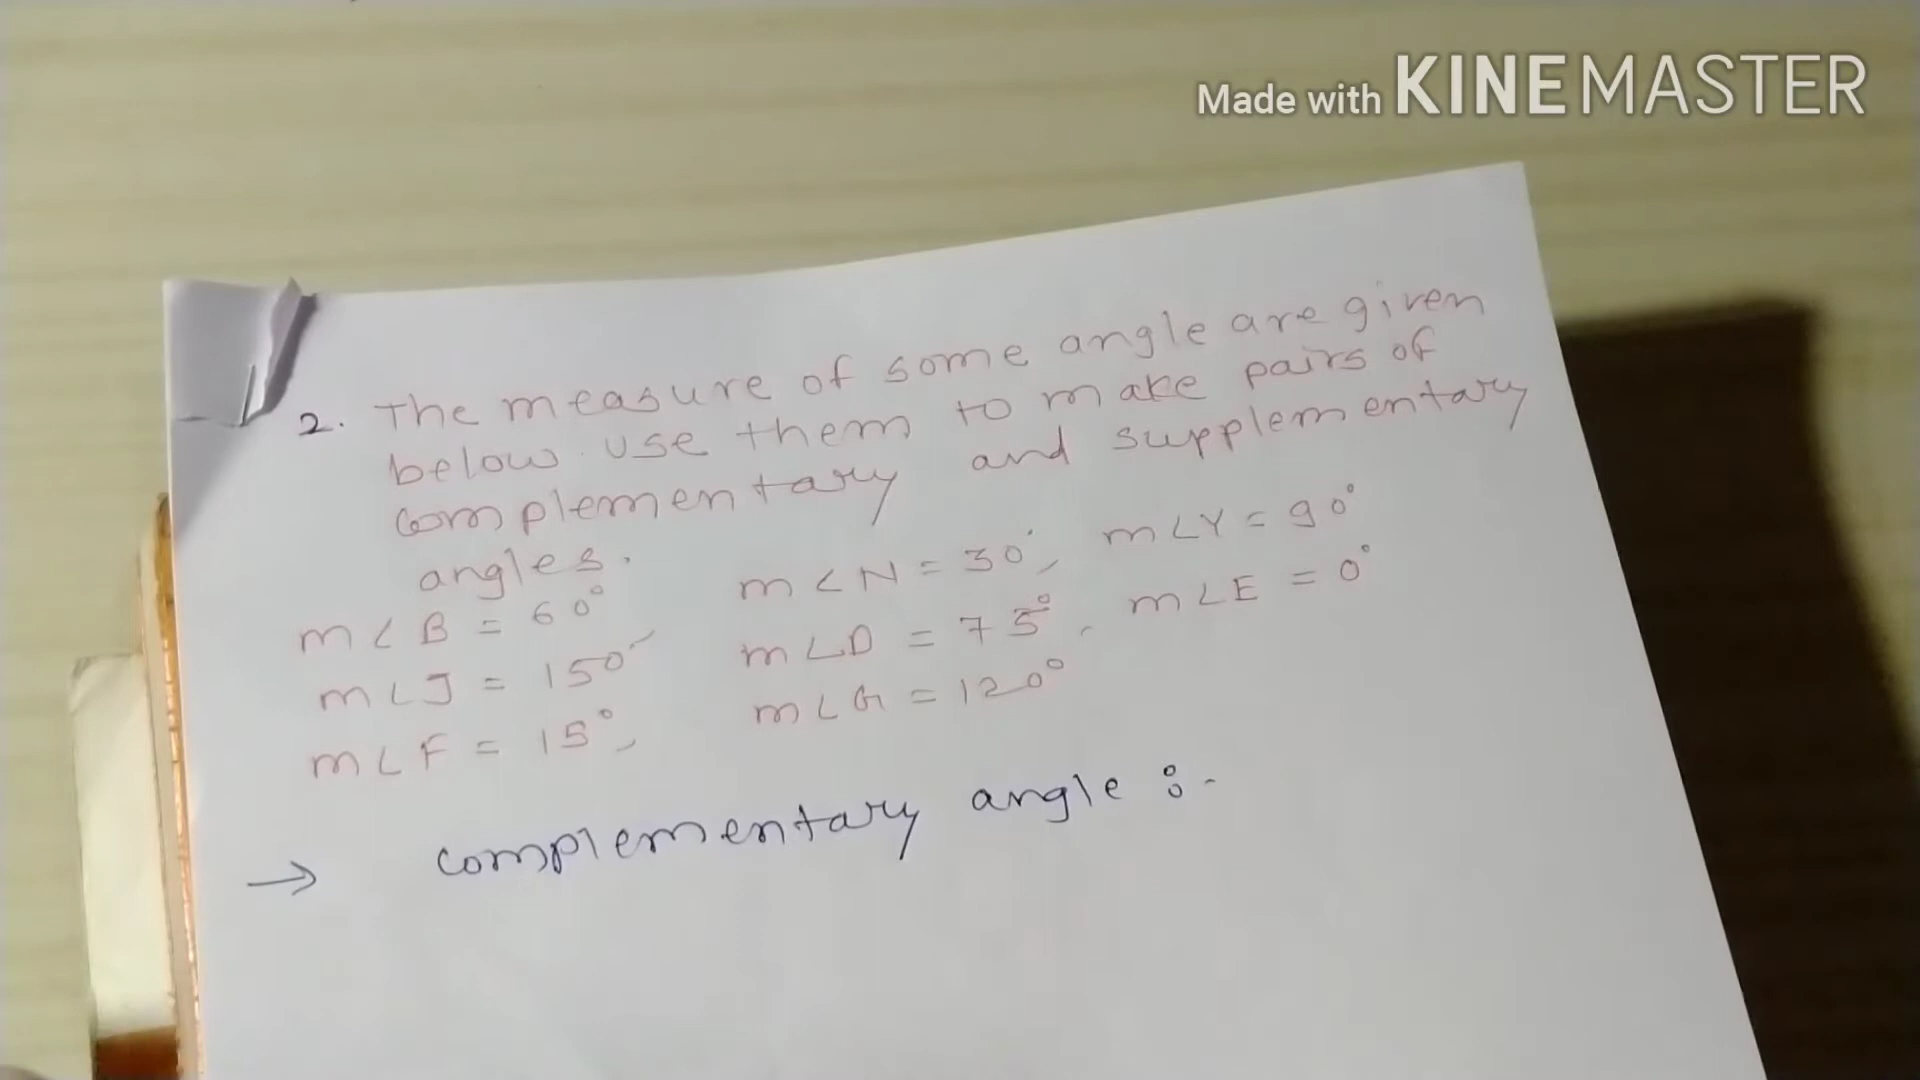 Made with KINEMASTER
2. The measure of some angle are given
below. use them to make pairs of
complementary and supplementary
angles.
m∠B = 60° m∠N = 30°, m∠Y = 90°
m∠J = 150° m∠D = 75°, m∠E = 0°
m∠F = 15°, m∠G = 120°
→ complementary angle :-